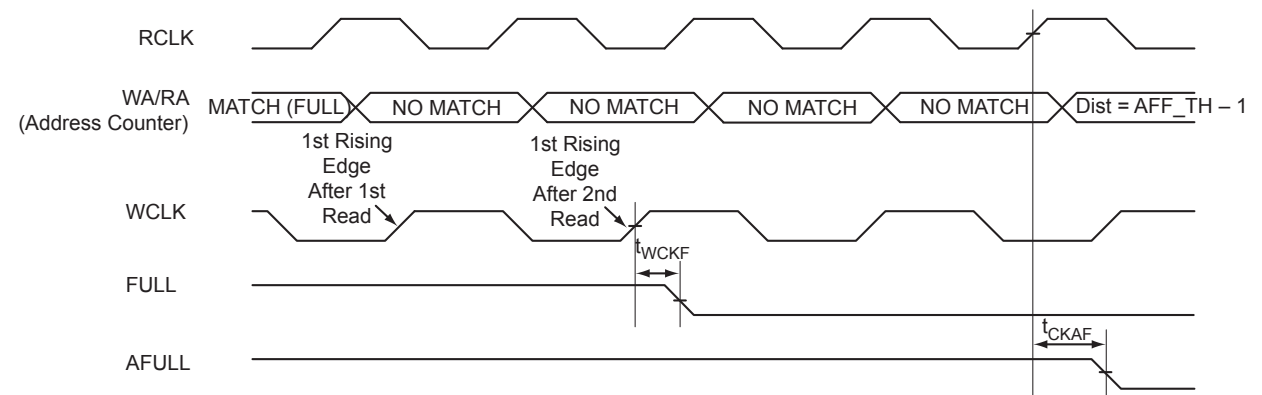 RCLK
WA/RA
(Address Counter)
MATCH (FULL)
NO MATCH
NO MATCH
NO MATCH
NO MATCH
Dist = AFF_TH – 1
1st Rising
Edge
After 1st
Read
1st Rising
Edge
After 2nd
Read
WCLK
tWCKF
FULL
tCKAF
AFULL